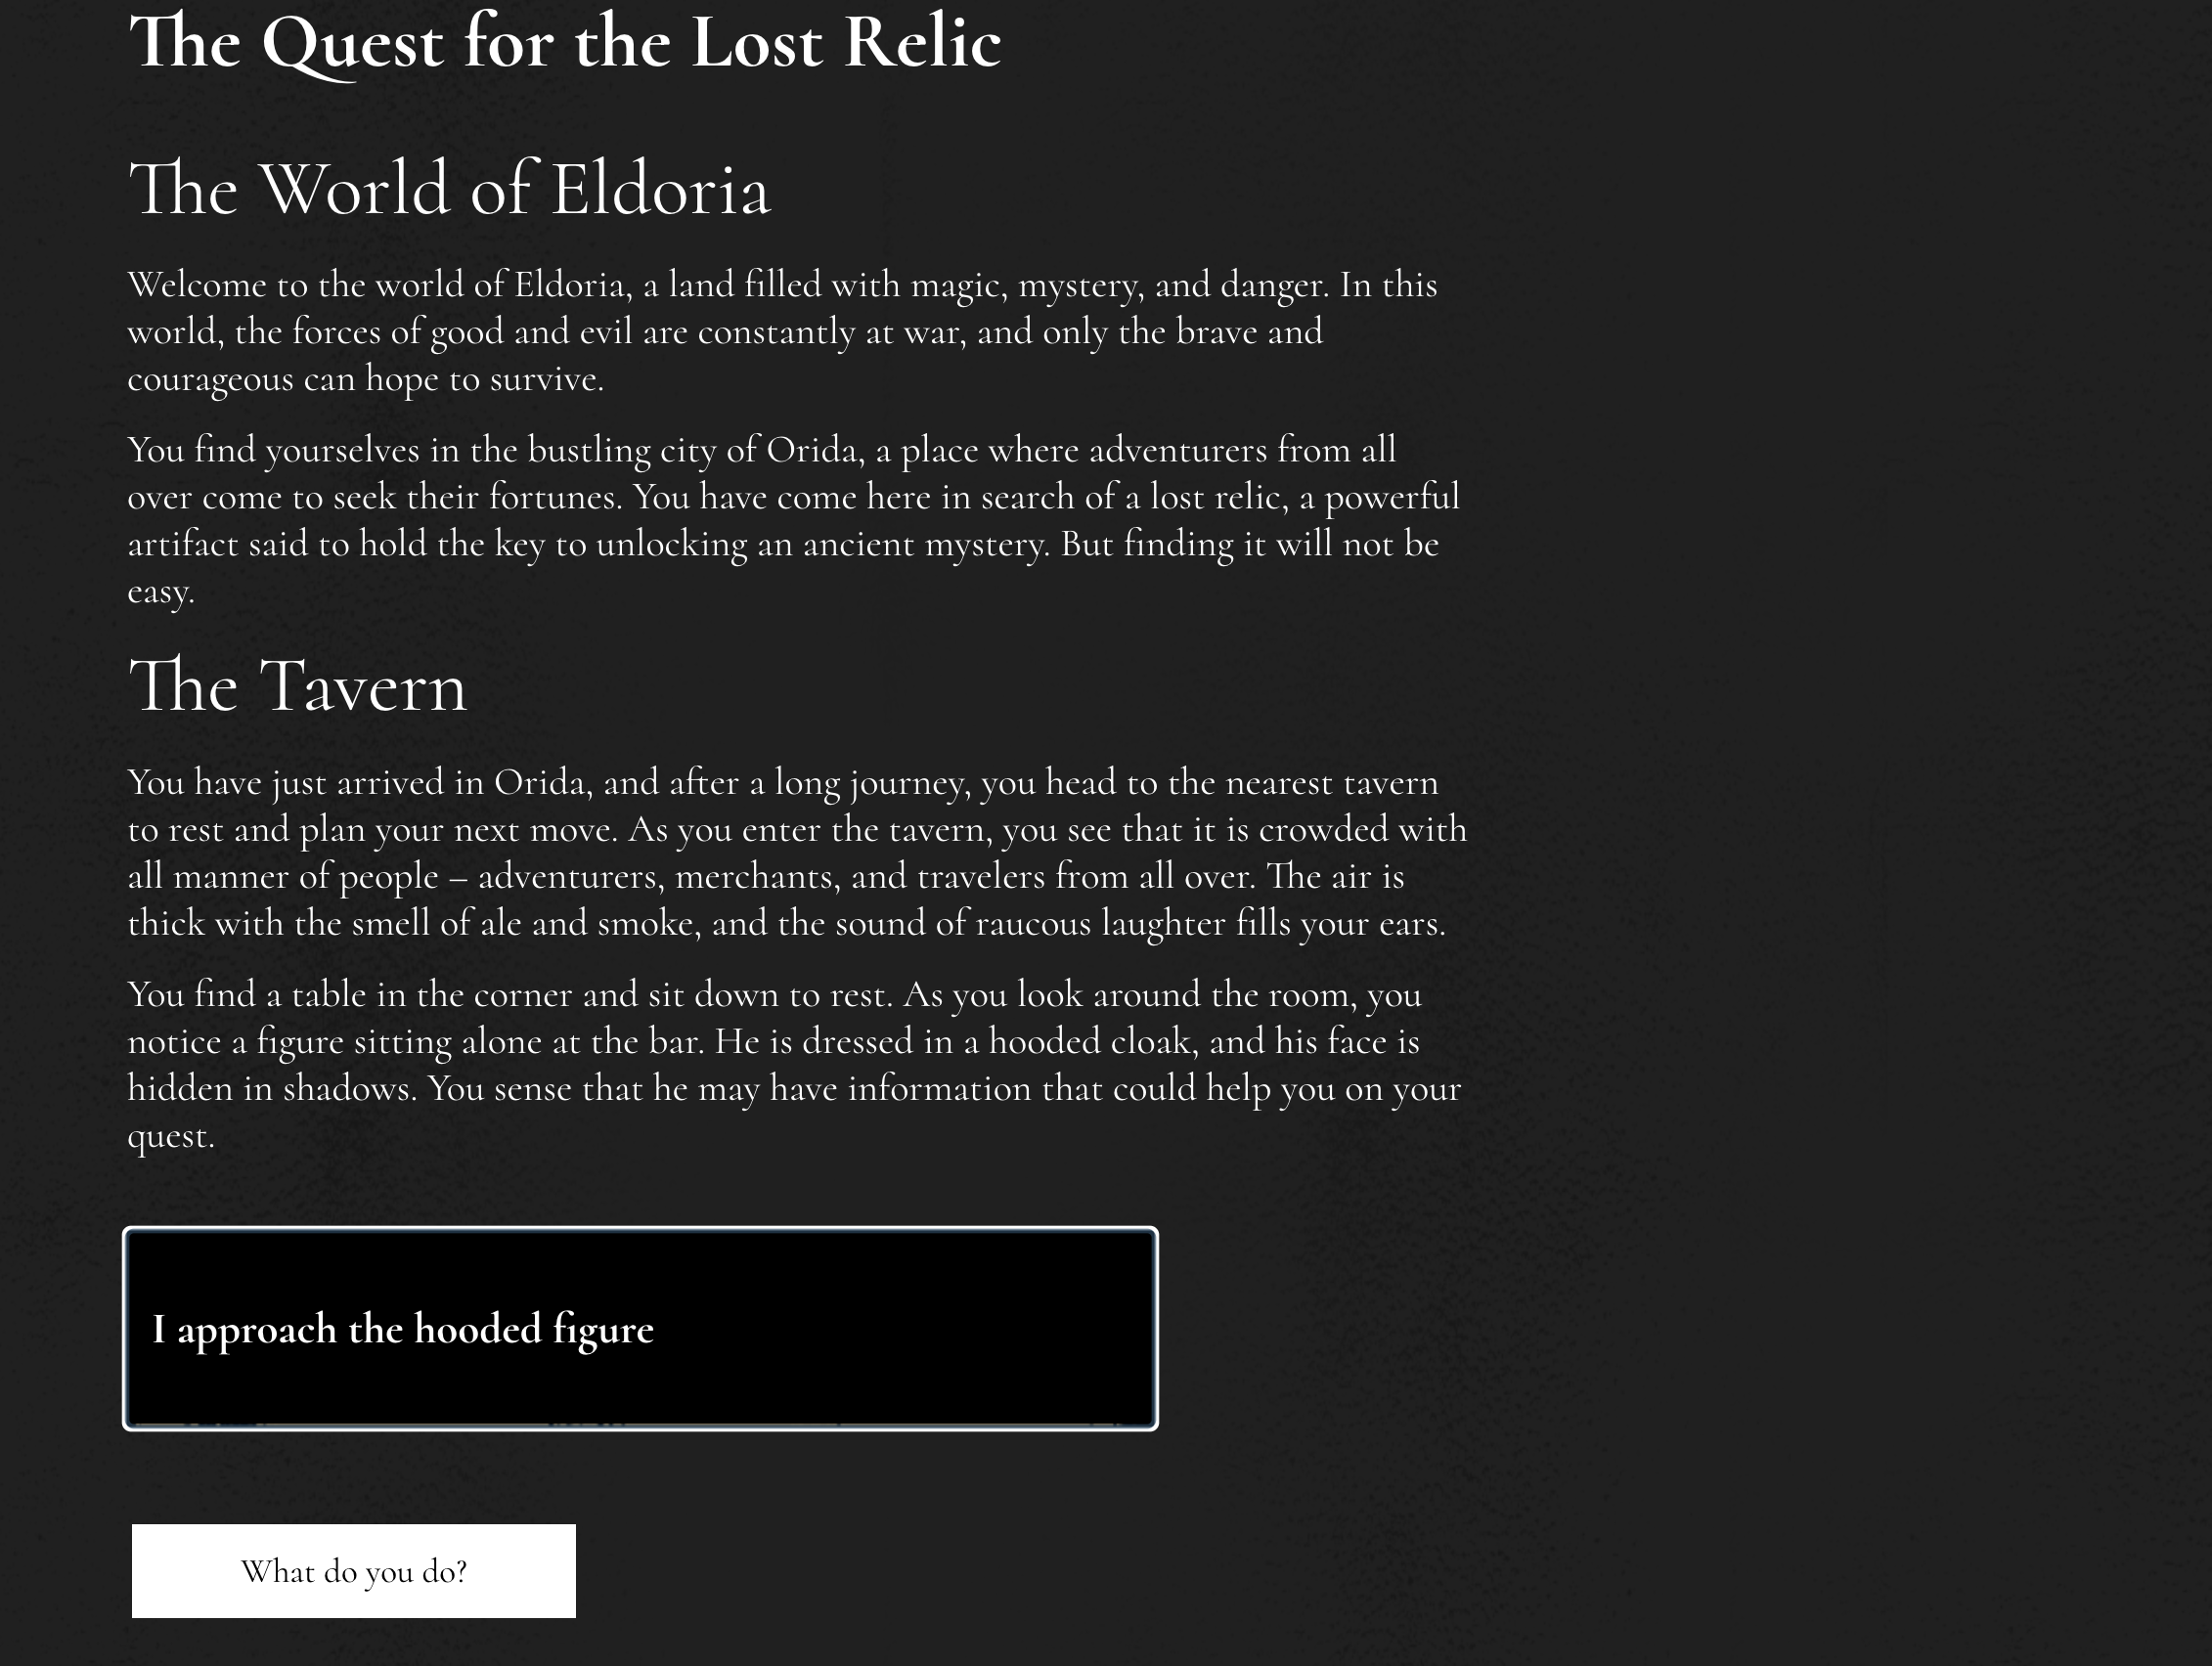 The Quest for the Lost Relic
The World of Eldoria
Welcome to the world of Eldoria, a land filled with magic, mystery, and danger. In this
world, the forces of good and evil are constantly at war, and only the brave and
courageous can hope to survive.
You find yourselves in the bustling city of Orida, a place where adventurers from all
over come to seek their fortunes. You have come here in search of a lost relic, a powerful
artifact said to hold the key to unlocking an ancient mystery. But finding it will not be
easy.
The Tavern
You have just arrived in Orida, and after a long journey, you head to the nearest tavern
to rest and plan your next move. As you enter the tavern, you see that it is crowded with
all manner of people – adventurers, merchants, and travelers from all over. The air is
thick with the smell of ale and smoke, and the sound of raucous laughter fills your ears.
You find a table in the corner and sit down to rest. As you look around the room, you
notice a figure sitting alone at the bar. He is dressed in a hooded cloak, and his face is
hidden in shadows. You sense that he may have information that could help you on your
quest.
I approach the hooded figure
What do you do?